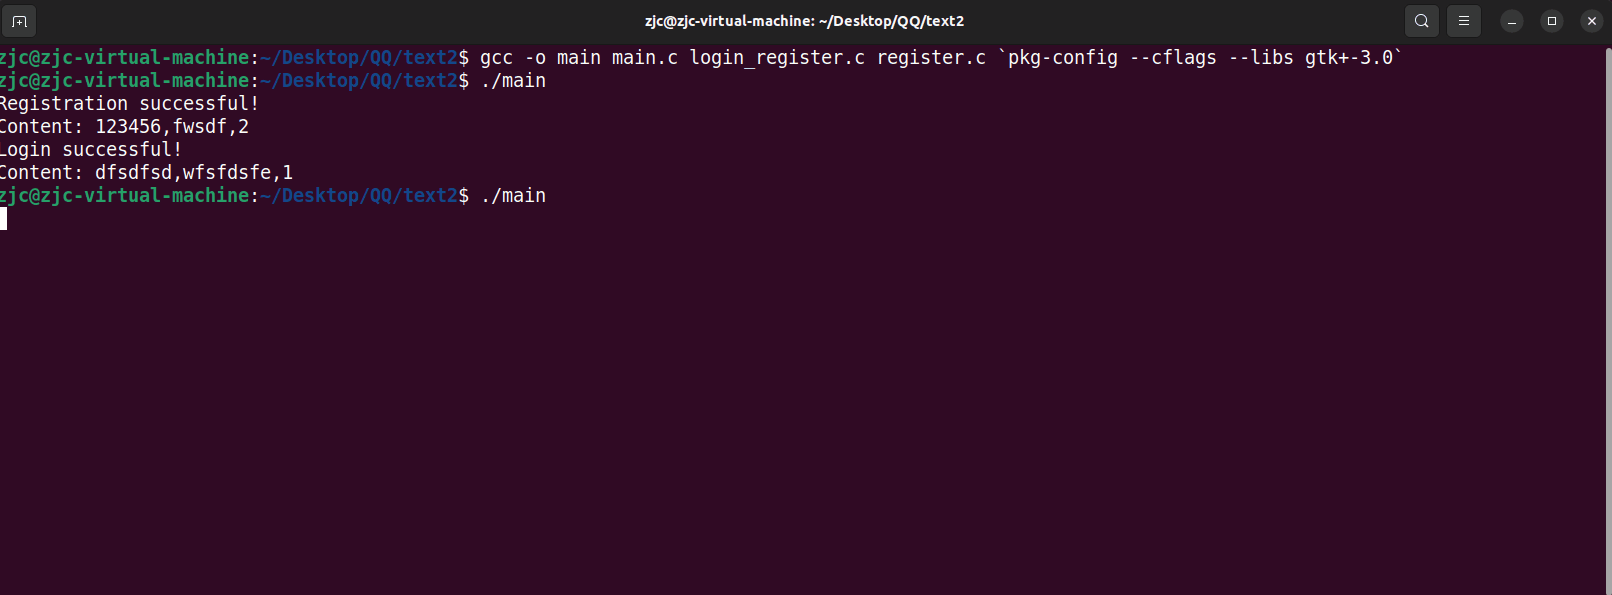 zjc@zjc-virtual-machine: ~/Desktop/QQ/text2
zjc@zjc-virtual-machine:~/Desktop/QQ/text2$ gcc -o main main.c login_register.c register.c `pkg-config --cflags --libs gtk+-3.0`
zjc@zjc-virtual-machine:~/Desktop/QQ/text2$ ./main
Registration successful!
Content: 123456,fwsdf,2
Login successful!
Content: dfsdfsd,wfsfdsfe,1
zjc@zjc-virtual-machine:~/Desktop/QQ/text2$ ./main